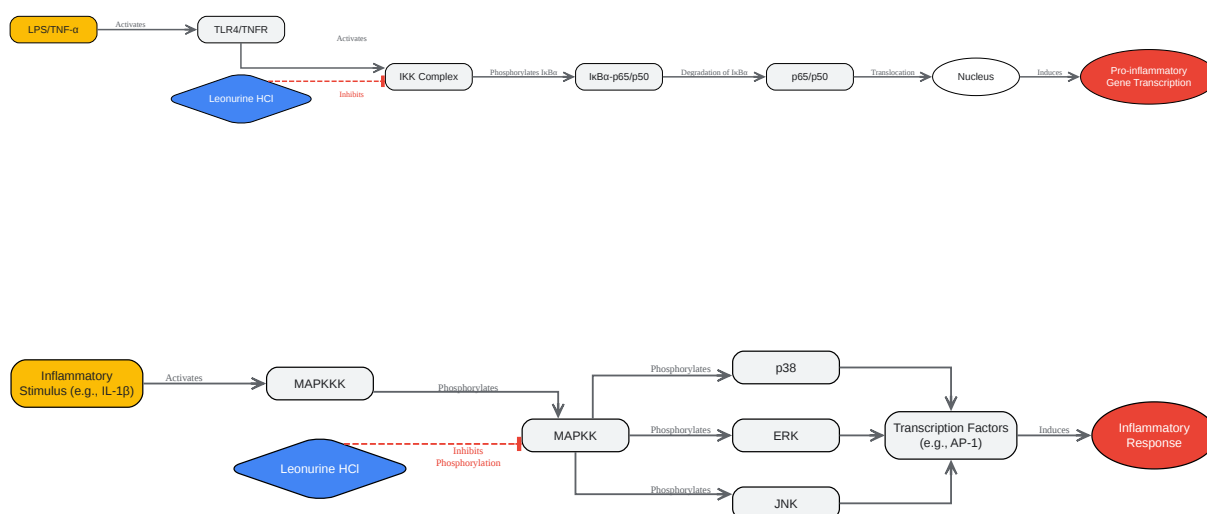 LPS/TNF-α
Activates
TLR4/TNFR
Activates
Leonurine HCl
Inhibits
IKK Complex
Phosphorylates IκBα
IκBα-p65/p50
Degradation of IκBα
p65/p50
Translocation
Nucleus
Induces
Pro-inflammatory
Gene Transcription
Inflammatory
Stimulus (e.g., IL-1β)
Activates
MAPKKK
Phosphorylates
Leonurine HCl
Inhibits
Phosphorylation
MAPKK
Phosphorylates
p38
Phosphorylates
ERK
Phosphorylates
JNK
Transcription Factors
(e.g., AP-1)
Induces
Inflammatory
Response